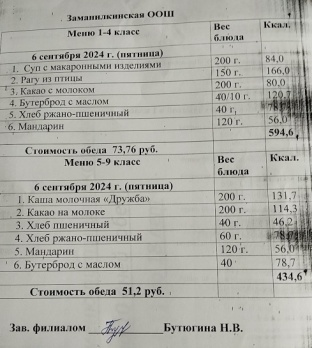 Заманилкинская ООШ
Меню 1-4 класс Вес блюда Ккал.
6 сентября 2024 г. (пятница)
1. Суп с макаронными изделиями 200 г. 84,0
2. Рагу из птицы 150 г. 166,0
3. Какао с молоком 200 г. 80,0
4. Бутерброд с маслом 40/10 г. 120,7
5. Хлеб ржано-пшеничный 40 г,
6. Мандарин 120 г. 56,0
594,6
Стоимость обеда 73,76 руб.
Меню 5-9 класс Вес блюда Ккал.
6 сентября 2024 г. (пятница)
1. Каша молочная «Дружба» 200 г. 131,7
2. Какао на молоке 200 г. 114,3
3. Хлеб пшеничный 40 г. 46,2
4. Хлеб ржано-пшеничный 60 г.
5. Мандарин 120 г. 56,0
6. Бутерброд с маслом 40 78,7
434,6
Стоимость обеда 51,2 руб.
Зав. филиалом Бутюгина Н.В.